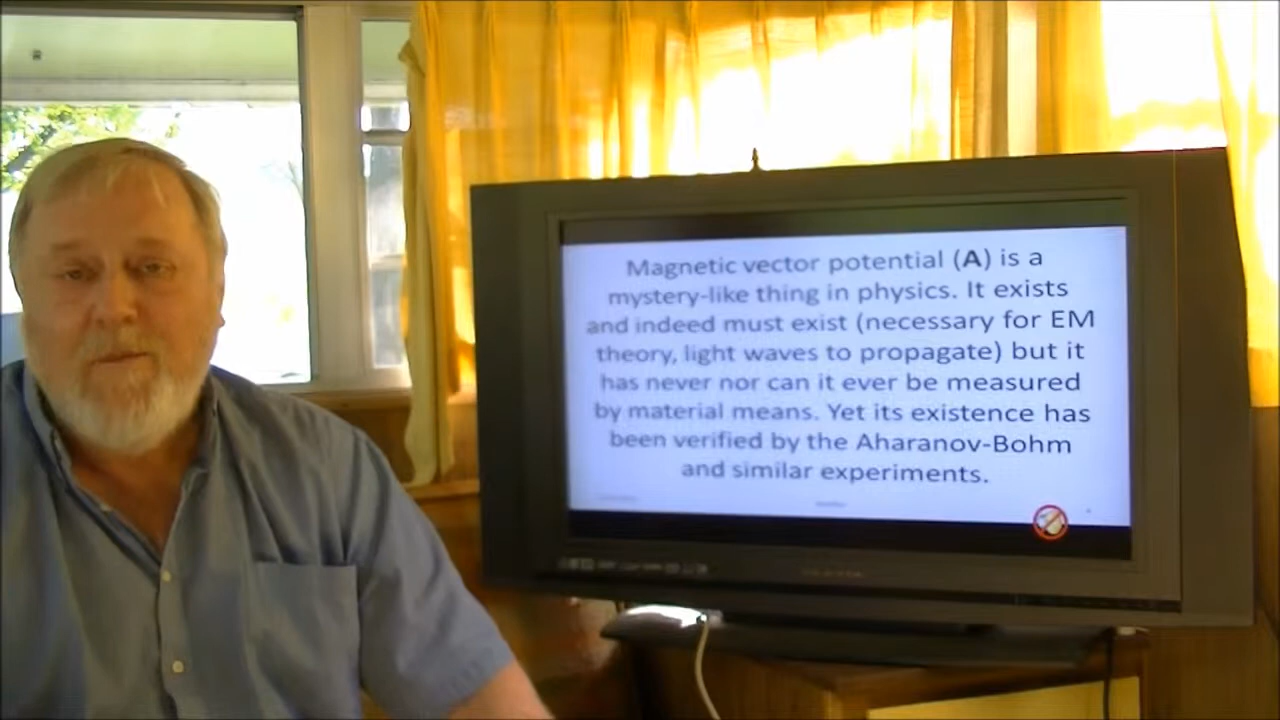 Magnetic vector potential (A) is a
mystery-like thing in physics. It exists
and indeed must exist (necessary for EM
theory, light waves to propagate) but it
has never nor can it ever be measured
by material means. Yet its existence has
been verified by the Aharanov-Bohm
and similar experiments.